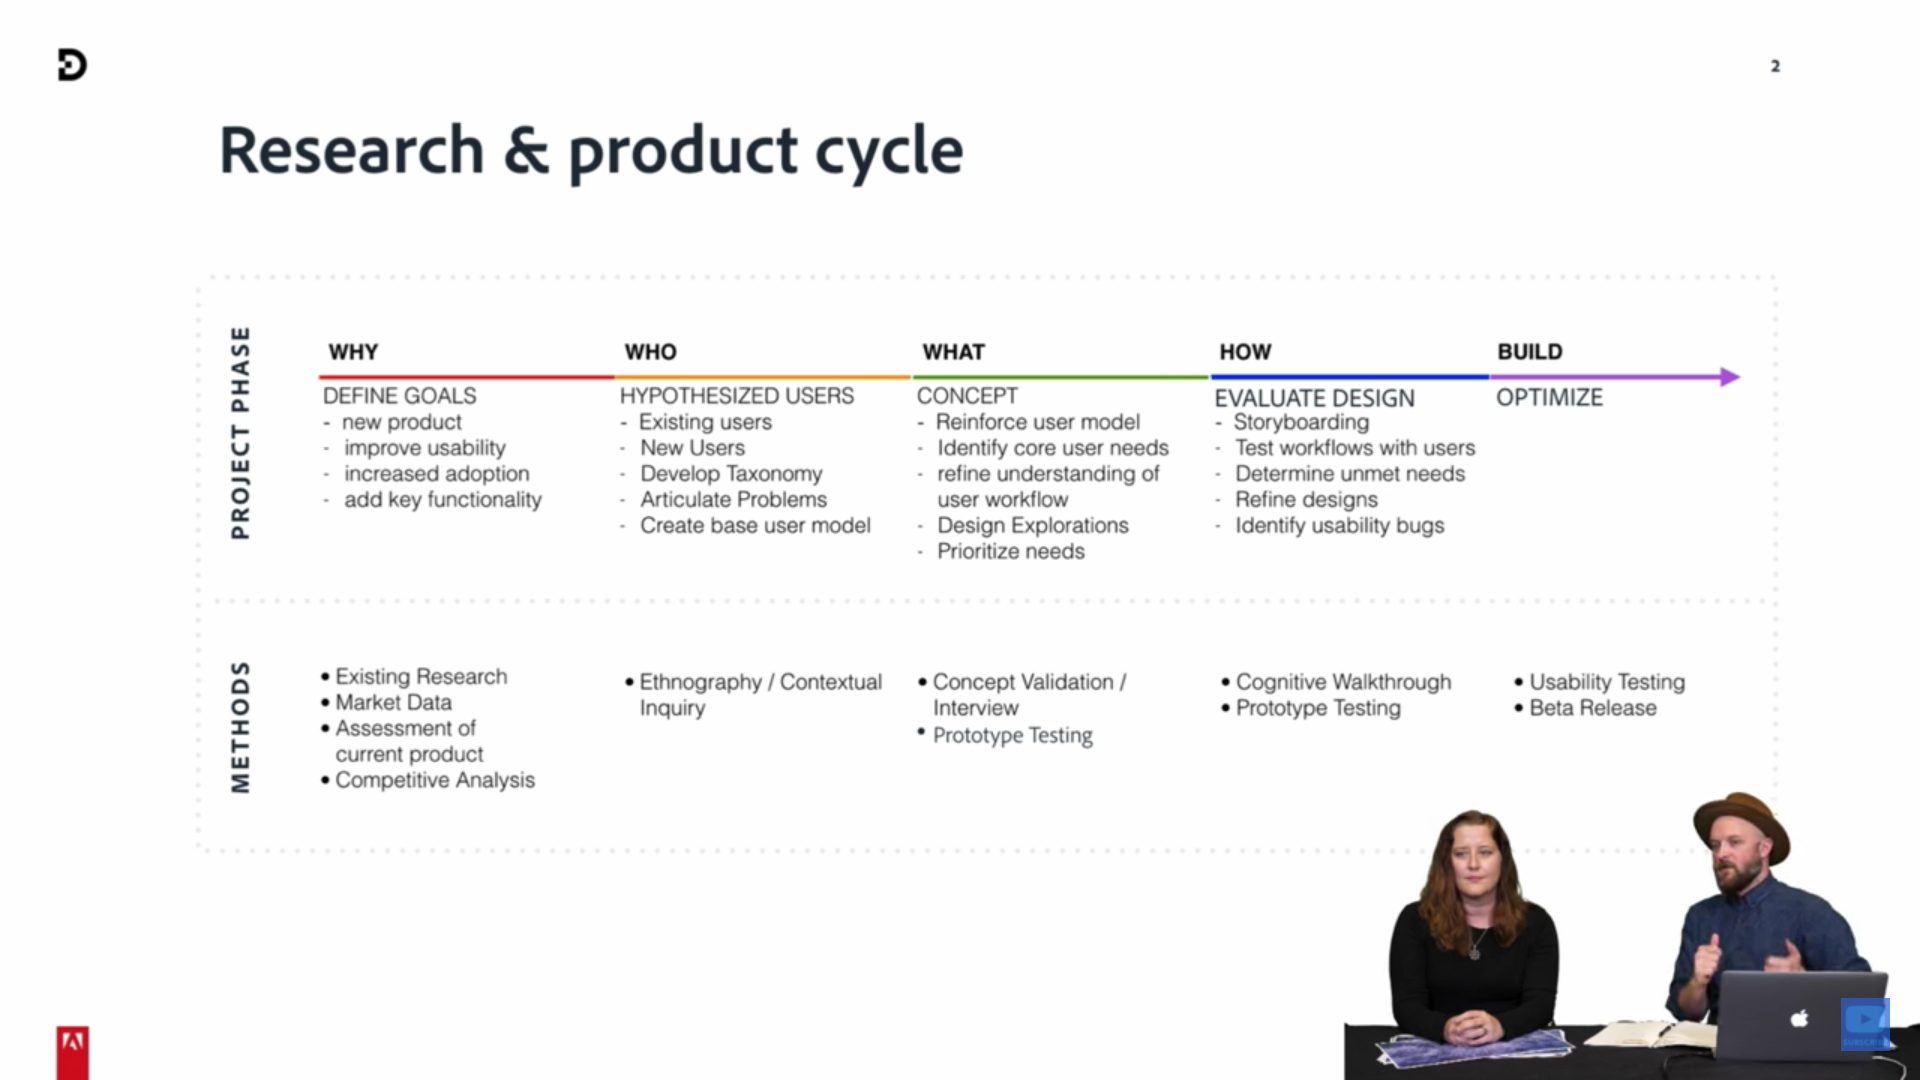 2
Research & product cycle
PROJECT PHASE
WHY
DEFINE GOALS
- new product
- improve usability
- increased adoption
- add key functionality
WHO
HYPOTHESIZED USERS
- Existing users
- New Users
- Develop Taxonomy
- Articulate Problems
- Create base user model
WHAT
CONCEPT
- Reinforce user model
- Identify core user needs
- refine understanding of
user workflow
- Design Explorations
- Prioritize needs
HOW
EVALUATE DESIGN
- Storyboarding
- Test workflows with users
- Determine unmet needs
- Refine designs
- Identify usability bugs
BUILD
OPTIMIZE
METHODS
• Existing Research
• Market Data
• Assessment of
current product
• Competitive Analysis
• Ethnography / Contextual
Inquiry
• Concept Validation /
Interview
• Prototype Testing
• Cognitive Walkthrough
• Prototype Testing
• Usability Testing
• Beta Release
SUBSCRIBE